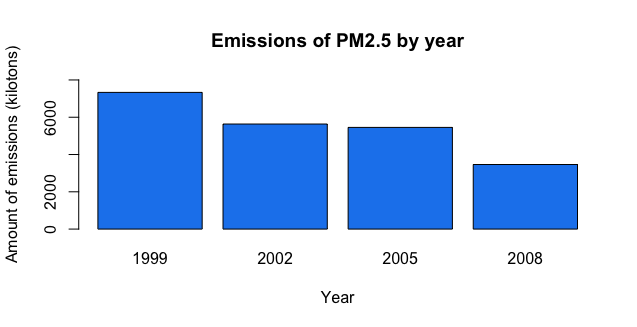 Emissions of PM2.5 by year
Amount of emissions (kilotons)
6000
2000
0
1999 2002 2005 2008
Year